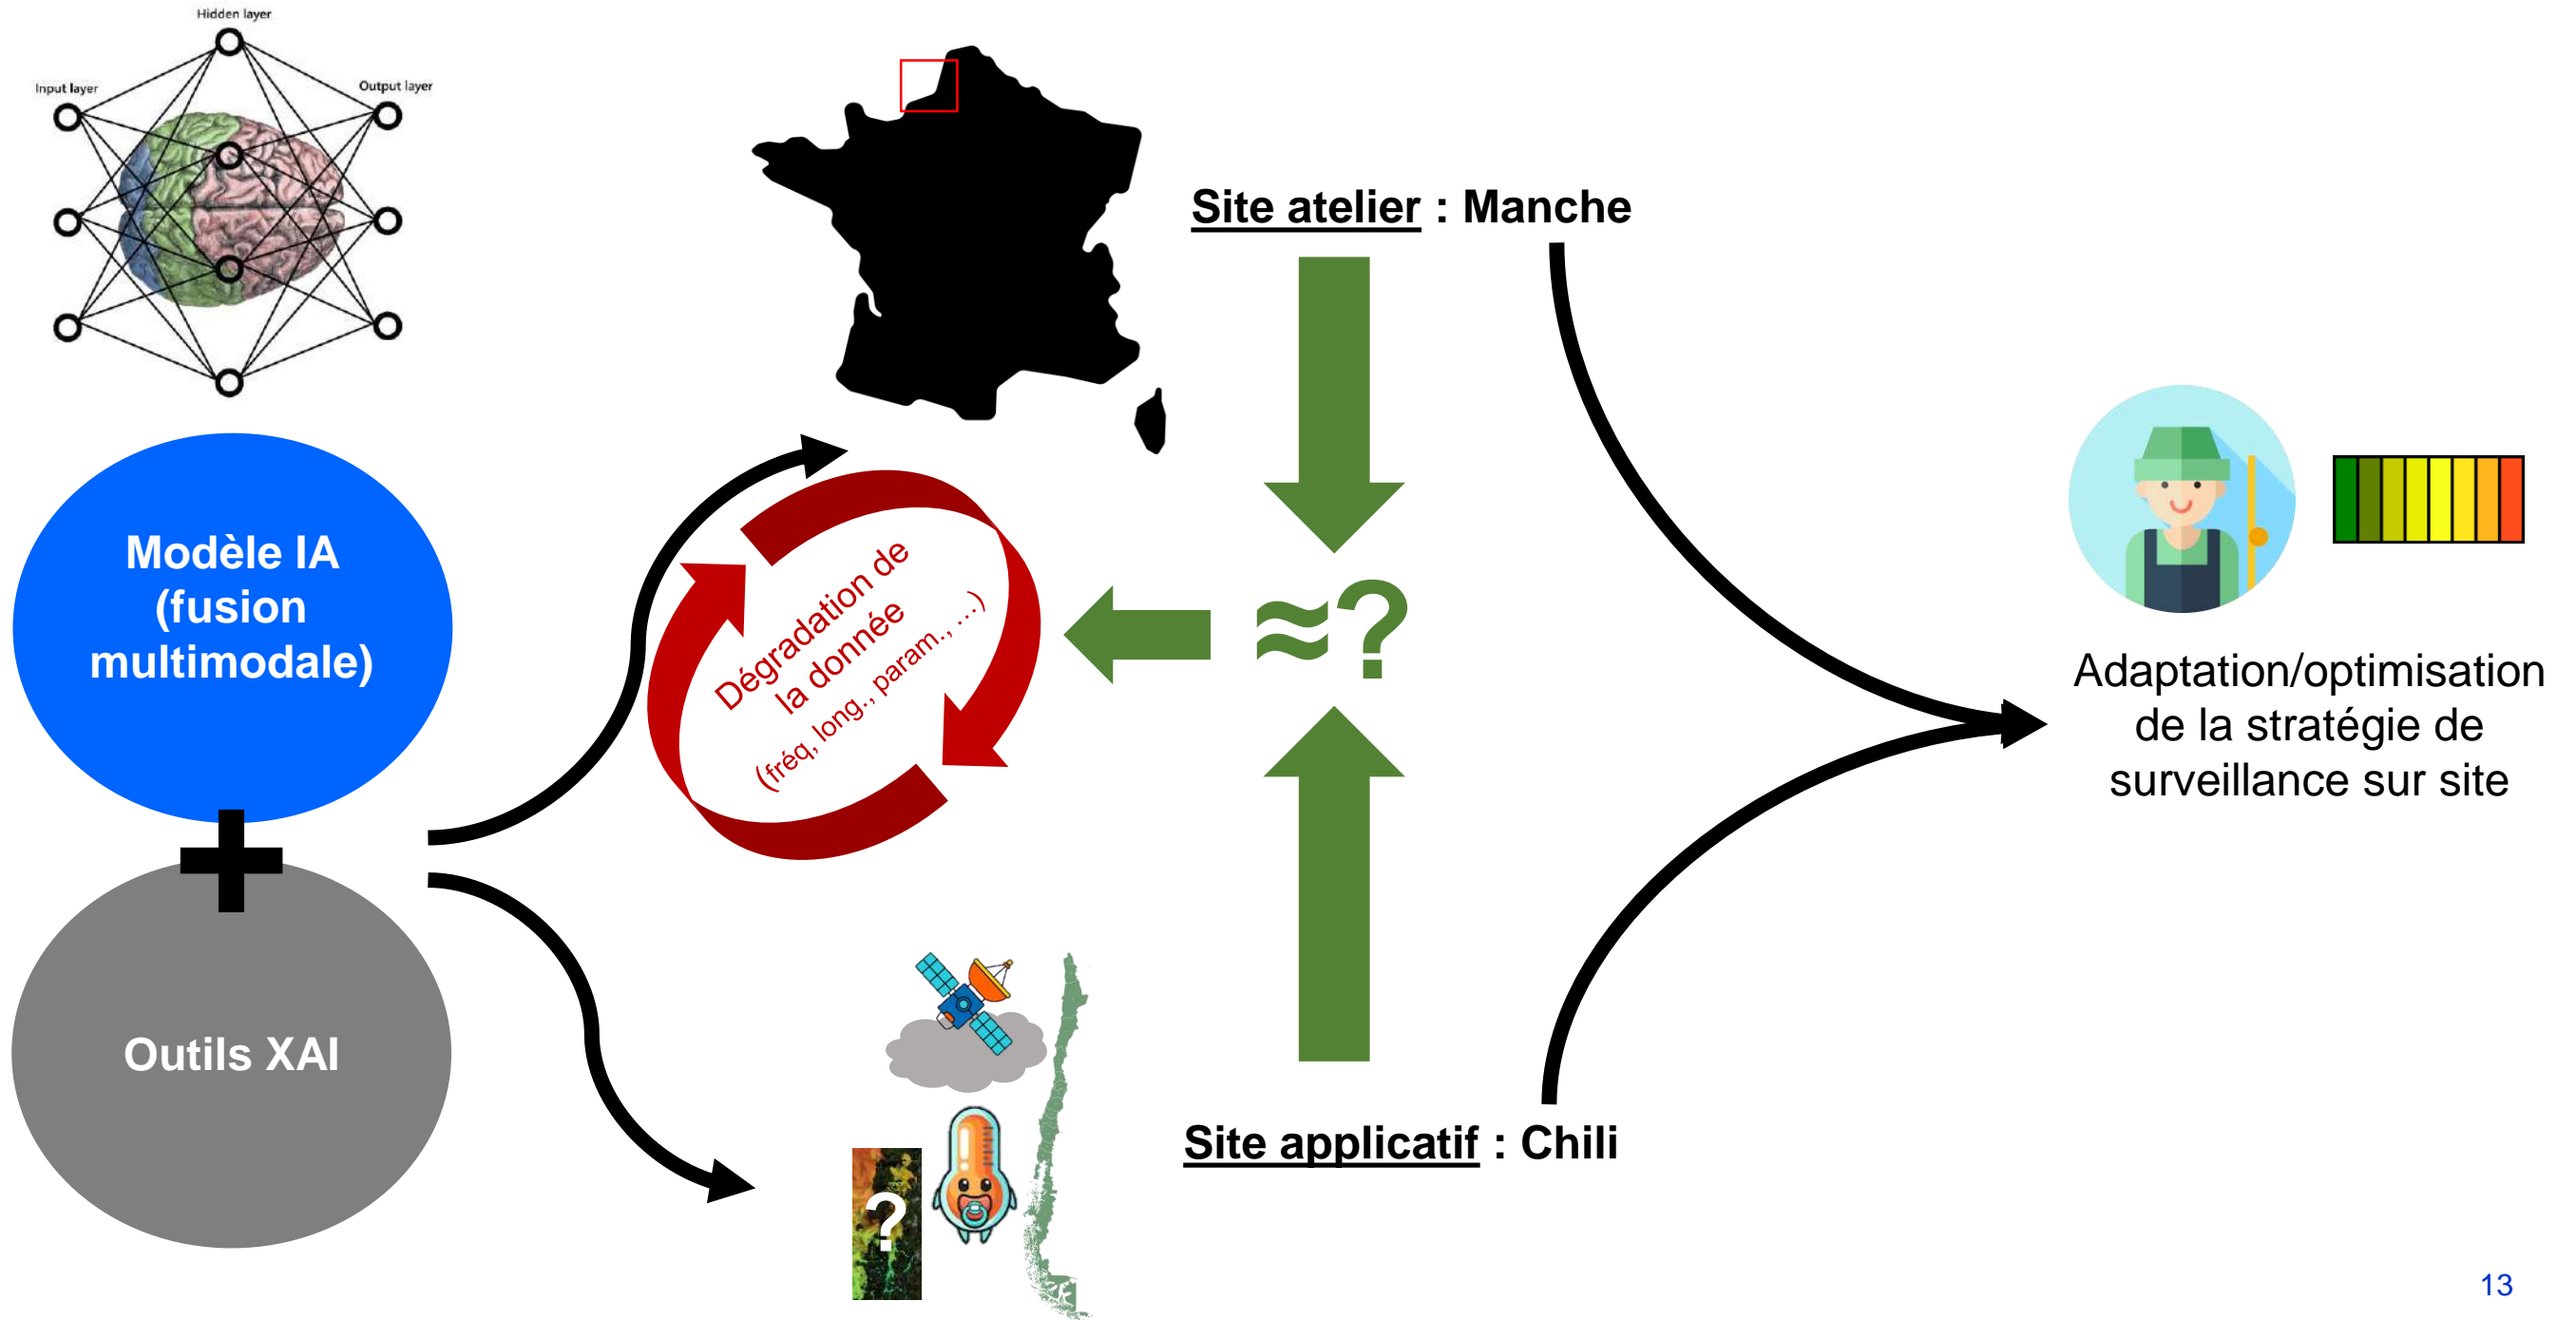 Hidden layer
Input layer
Output layer
Site atelier : Manche
Modèle IA
(fusion
multimodale)
Dégradation de
la donnée
(fréq, long., param., …)
≈?
Adaptation/optimisation
de la stratégie de
surveillance sur site
Outils XAI
?
Site applicatif : Chili
13